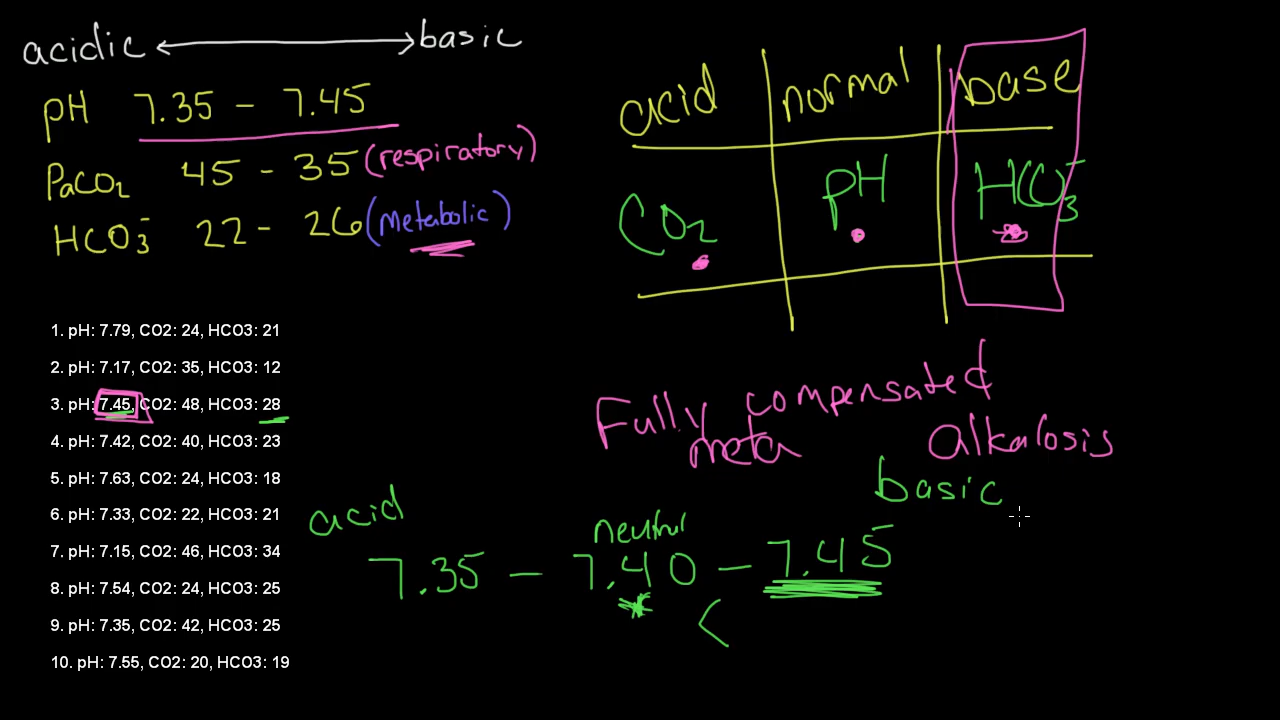 acidic ⟷ basic
pH 7.35 - 7.45
PaCO2 45 - 35 (respiratory)
HCO3- 22 - 26 (Metabolic)
acid normal base
CO2 pH HCO3-
1. pH: 7.79, CO2: 24, HCO3: 21
2. pH: 7.17, CO2: 35, HCO3: 12
3. pH: 7.45, CO2: 48, HCO3: 28
4. pH: 7.42, CO2: 40, HCO3: 23
5. pH: 7.63, CO2: 24, HCO3: 18
6. pH: 7.33, CO2: 22, HCO3: 21
7. pH: 7.15, CO2: 46, HCO3: 34
8. pH: 7.54, CO2: 24, HCO3: 25
9. pH: 7.35, CO2: 42, HCO3: 25
10. pH: 7.55, CO2: 20, HCO3: 19
Fully compensated
meta alkalosis
acid neutral basic
7.35 - 7.40 - 7.45
<